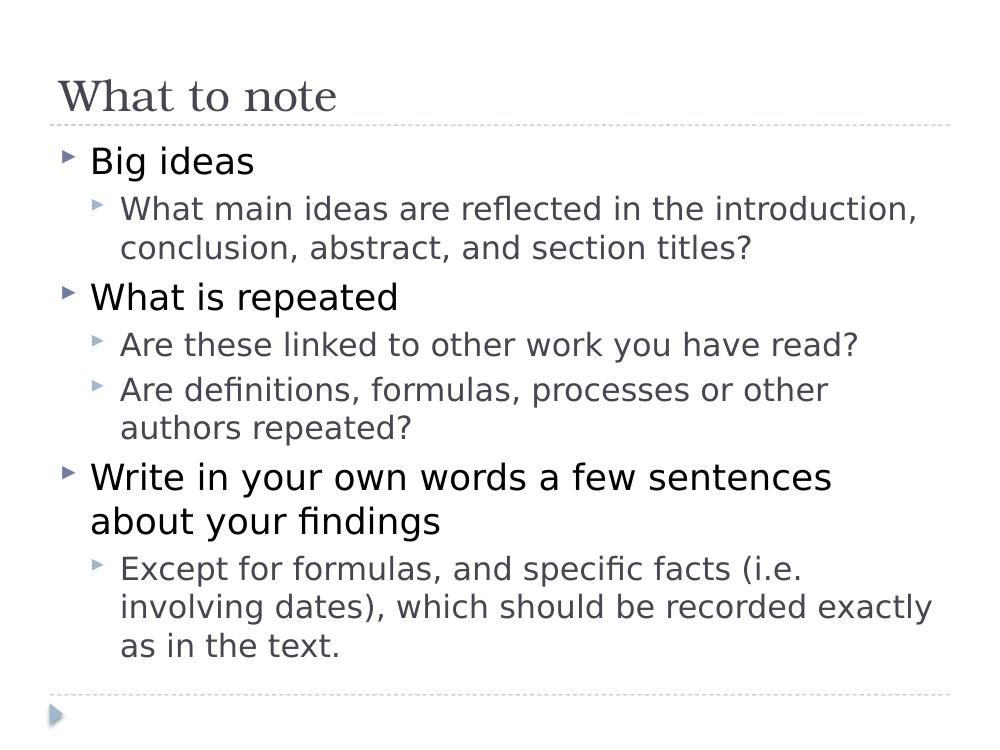 What to note
Big ideas
What main ideas are reflected in the introduction,
conclusion, abstract, and section titles?
What is repeated
Are these linked to other work you have read?
Are definitions, formulas, processes or other
authors repeated?
Write in your own words a few sentences
about your findings
Except for formulas, and specific facts (i.e.
involving dates), which should be recorded exactly
as in the text.